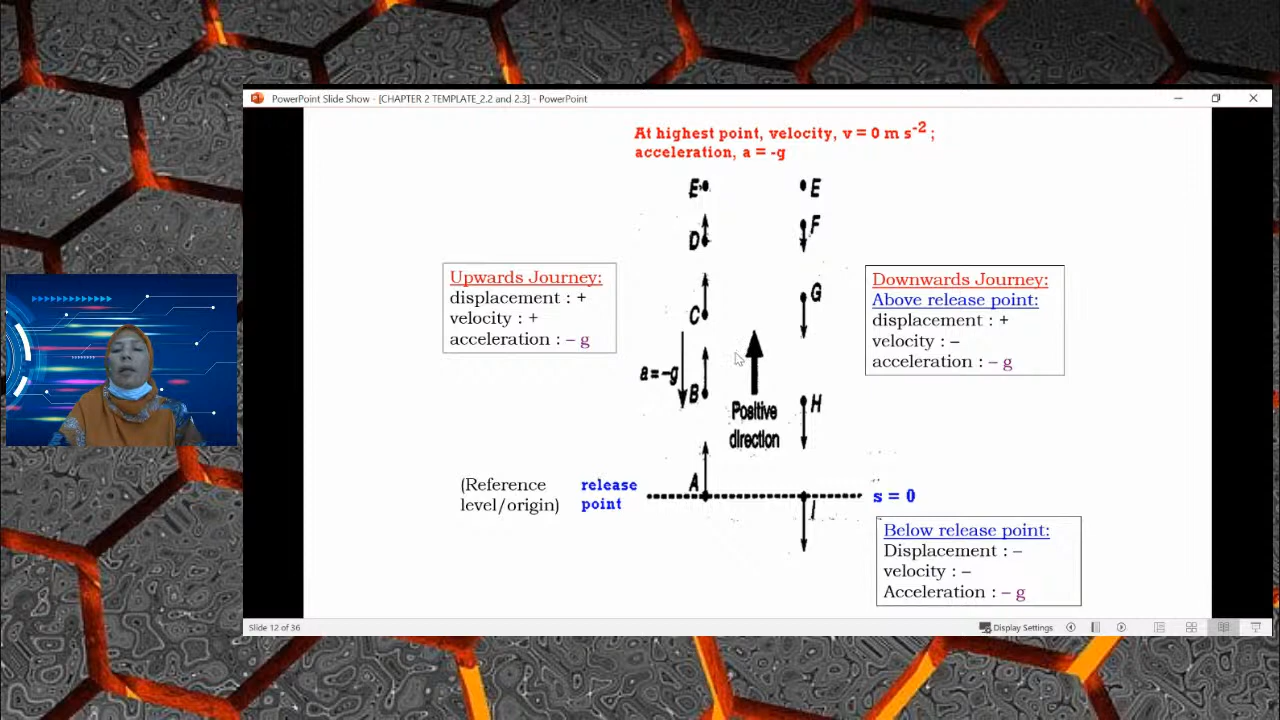 PowerPoint Slide Show - [CHAPTER 2 TEMPLATE_2.2 and 2.3] - PowerPoint
At highest point, velocity, v = 0 m s⁻² ;
acceleration, a = -g
E
E
D
F
Upwards Journey:
displacement : +
velocity : +
acceleration : – g
C
G
Downwards Journey:
Above release point:
displacement : +
velocity : –
acceleration : – g
a = –g
B
Positive
direction
H
A
(Reference
level/origin)
release
point
s = 0
I
Below release point:
Displacement : –
velocity : –
Acceleration : – g
Slide 12 of 36
Display Settings